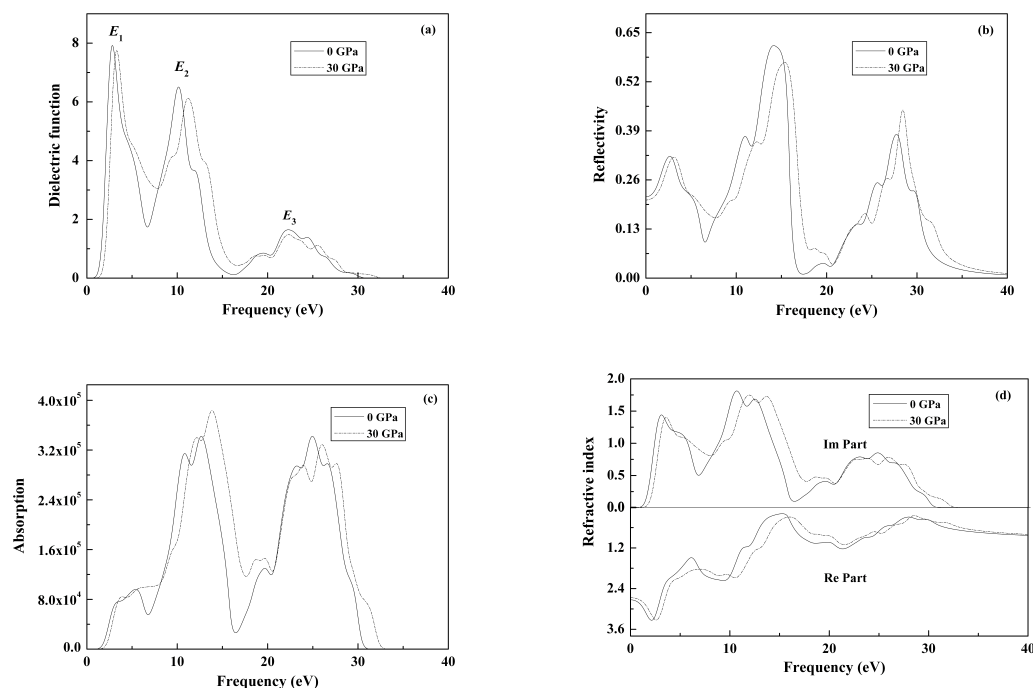 (a)
E1
E2
E3
0 GPa
30 GPa
Dielectric function
8
6
4
2
0
0 10 20 30 40
Frequency (eV)
(b)
0 GPa
30 GPa
Reflectivity
0.65
0.52
0.39
0.26
0.13
0.00
0 10 20 30 40
Frequency (eV)
(c)
0 GPa
30 GPa
Absorption
4.0x10^5
3.2x10^5
2.4x10^5
1.6x10^5
8.0x10^4
0.0
0 10 20 30 40
Frequency (eV)
(d)
0 GPa
30 GPa
Im Part
Re Part
Refractive index
2.0
1.5
1.0
0.5
0.0
1.2
2.4
3.6
0 10 20 30 40
Frequency (eV)